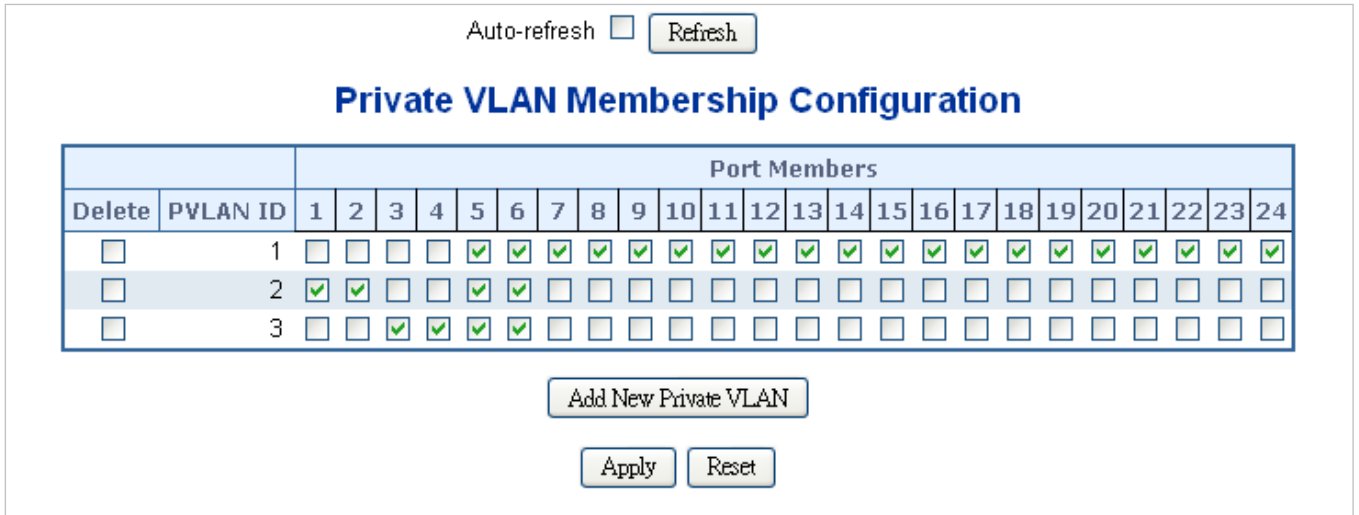 Auto-refresh Refresh
Private VLAN Membership Configuration
Port Members
Delete PVLAN ID 1 2 3 4 5 6 7 8 9 10 11 12 13 14 15 16 17 18 19 20 21 22 23 24
1
2
3
Add New Private VLAN
Apply Reset